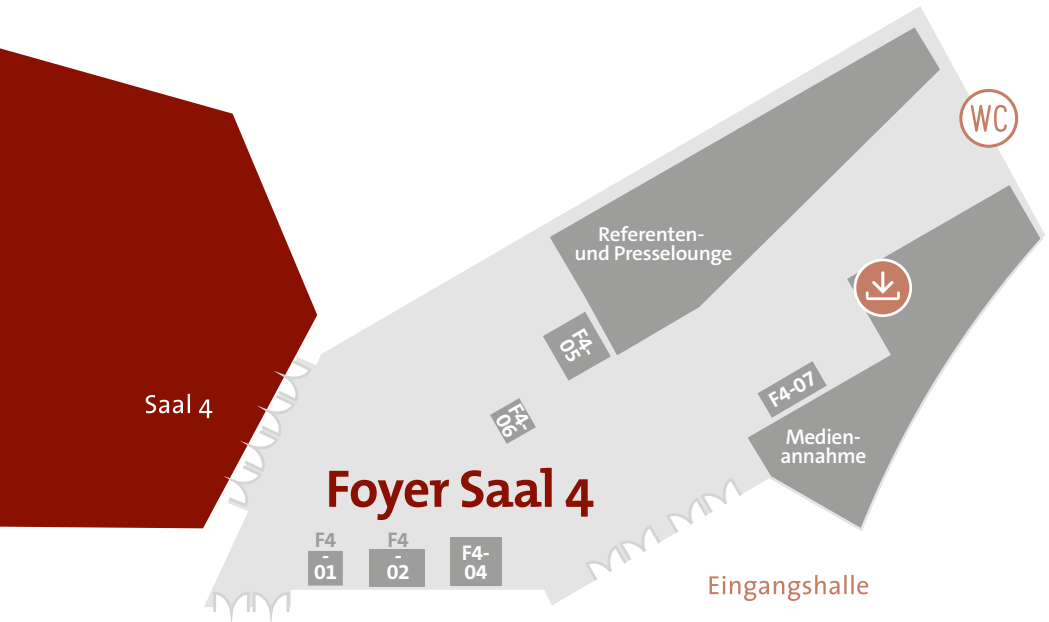 WC
Referenten-
und Presselounge
F4-
05
F4-07
Saal 4
F4-
06
Medien-
annahme
Foyer Saal 4
F4
-
01
F4
-
02
F4-
04
Eingangshalle